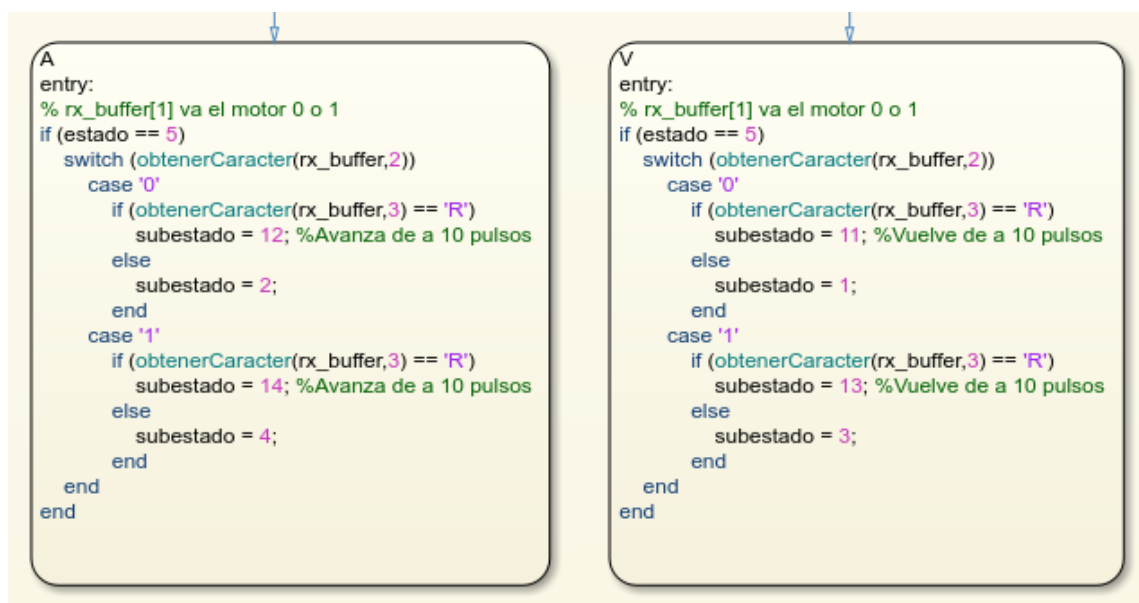 A
entry:
% rx_buffer[1] va el motor 0 o 1
if (estado == 5)
switch (obtenerCaracter(rx_buffer,2))
case '0'
if (obtenerCaracter(rx_buffer,3) == 'R')
subestado = 12; %Avanza de a 10 pulsos
else
subestado = 2;
end
case '1'
if (obtenerCaracter(rx_buffer,3) == 'R')
subestado = 14; %Avanza de a 10 pulsos
else
subestado = 4;
end
end
end
V
entry:
% rx_buffer[1] va el motor 0 o 1
if (estado == 5)
switch (obtenerCaracter(rx_buffer,2))
case '0'
if (obtenerCaracter(rx_buffer,3) == 'R')
subestado = 11; %Vuelve de a 10 pulsos
else
subestado = 1;
end
case '1'
if (obtenerCaracter(rx_buffer,3) == 'R')
subestado = 13; %Vuelve de a 10 pulsos
else
subestado = 3;
end
end
end